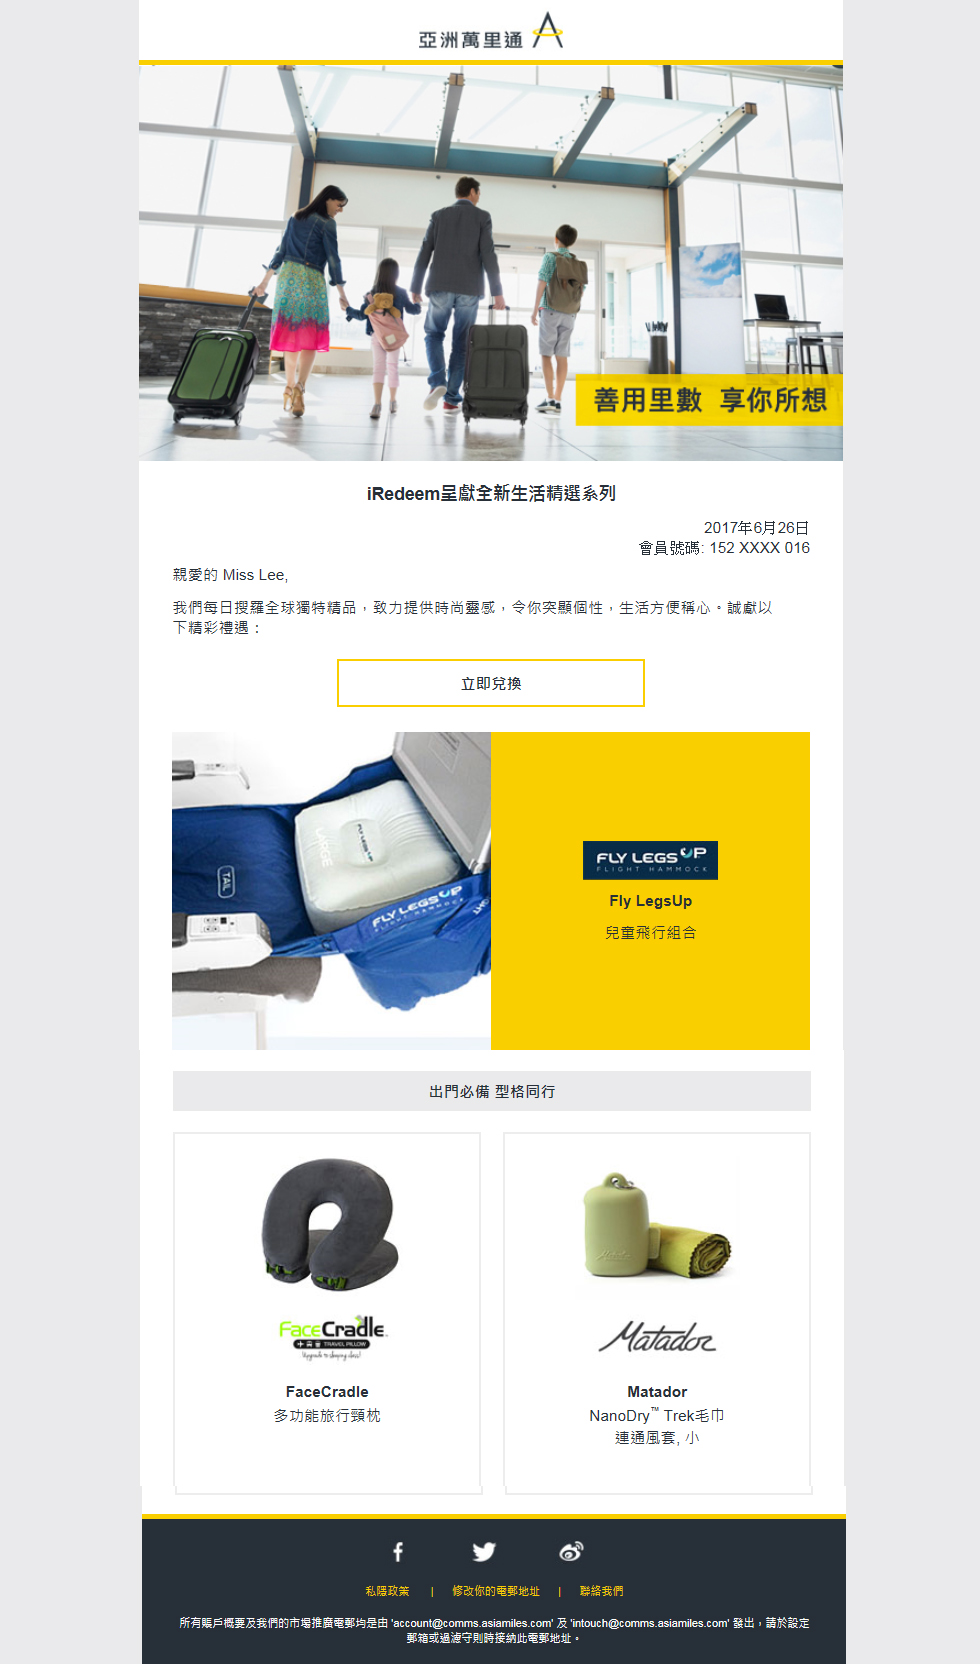 亞洲萬里通
善用里數 享你所想
iRedeem呈獻全新生活精選系列
2017年6月26日
會員號碼: 152 XXXX 016
親愛的 Miss Lee,
我們每日搜羅全球獨特精品，致力提供時尚靈感，令你突顯個性，生活方便稱心。誠獻以
下精彩禮遇：
立即兌換
TAIL
LARGE
FLY LEGSUP
FLY LEGSUP
FLIGHT HAMMOCK
FLY LEGSUP
FLIGHT HAMMOCK
Fly LegsUp
兒童飛行組合
出門必備 型格同行
FaceCradle
TRAVEL PILLOW
Upgrade to sleeping class!
FaceCradle
多功能旅行頸枕
Matador
Matador
NanoDry™ Trek毛巾
連通風套, 小
私隱政策 | 修改你的電郵地址 | 聯絡我們
所有賬戶概要及我們的市場推廣電郵均是由 'account@comms.asiamiles.com' 及 'intouch@comms.asiamiles.com' 發出，請於設定
郵箱或過濾守則時接納此電郵地址。